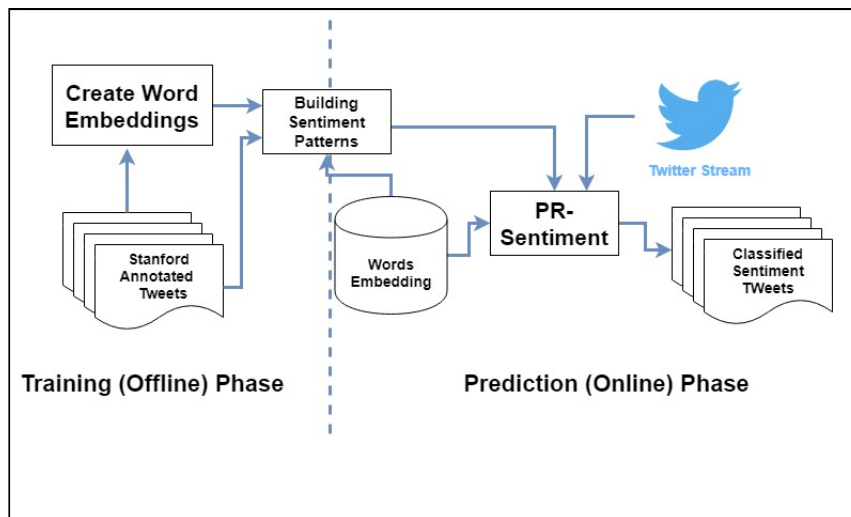 Create Word
Embeddings
Building
Sentiment
Patterns
Twitter Stream
Stanford
Annotated
Tweets
Words
Embedding
PR-
Sentiment
Classified
Sentiment
TWeets
Training (Offline) Phase
Prediction (Online) Phase